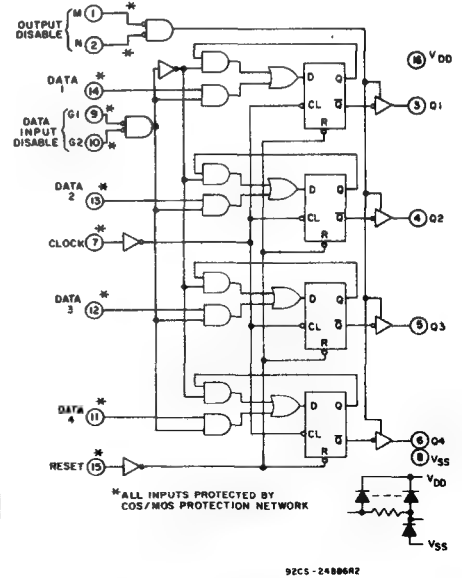 OUTPUT DISABLE
M 1 *
N 2 *
16 VDD
DATA 1 14 *
DATA INPUT DISABLE
G1 9 *
G2 10 *
D Q
CL Q̅
R
3 Q1
DATA 2 13 *
D Q
CL Q̅
R
4 Q2
CLOCK 7 *
DATA 3 12 *
D Q
CL Q̅
R
5 Q3
DATA 4 11 *
D Q
CL Q̅
R
6 Q4
8 VSS
RESET 15 *
*ALL INPUTS PROTECTED BY
COS/MOS PROTECTION NETWORK
VDD
VSS
92CS-24886R2